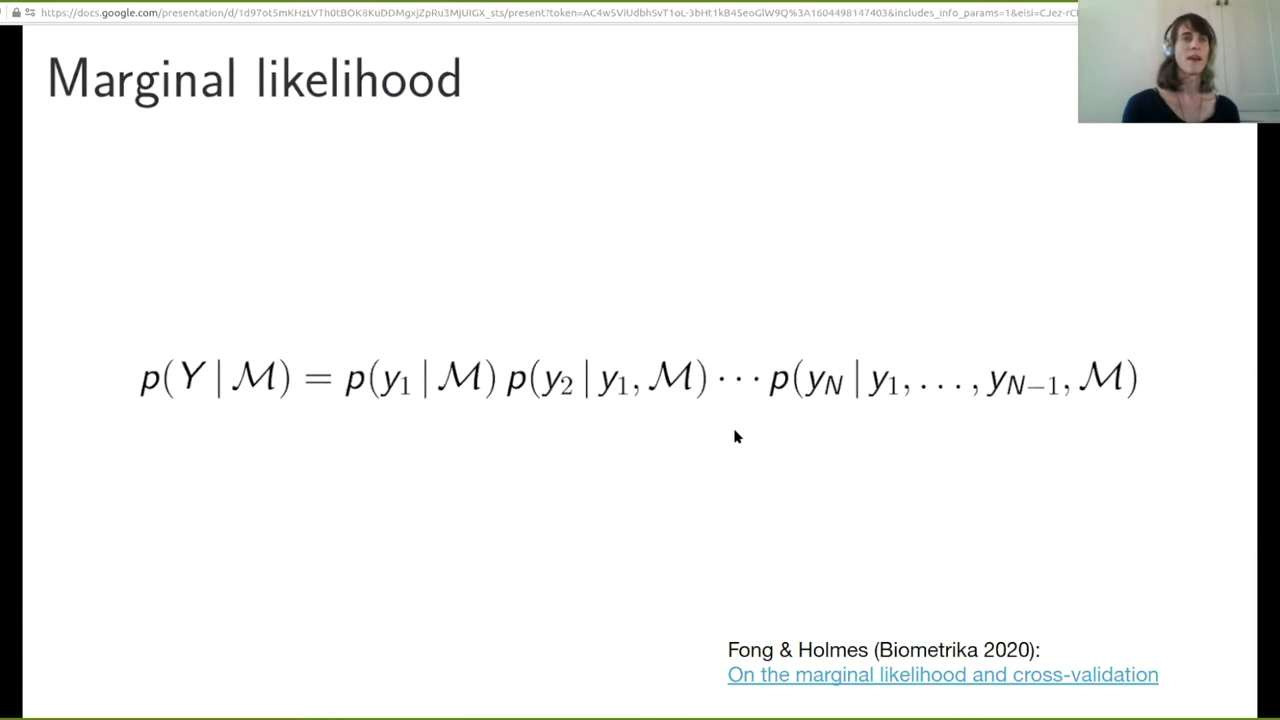 Marginal likelihood
p(Y | ℳ) = p(y₁ | ℳ) p(y₂ | y₁, ℳ) ⋯ p(y_N | y₁, …, y_{N−1}, ℳ)
Fong & Holmes (Biometrika 2020):
On the marginal likelihood and cross-validation